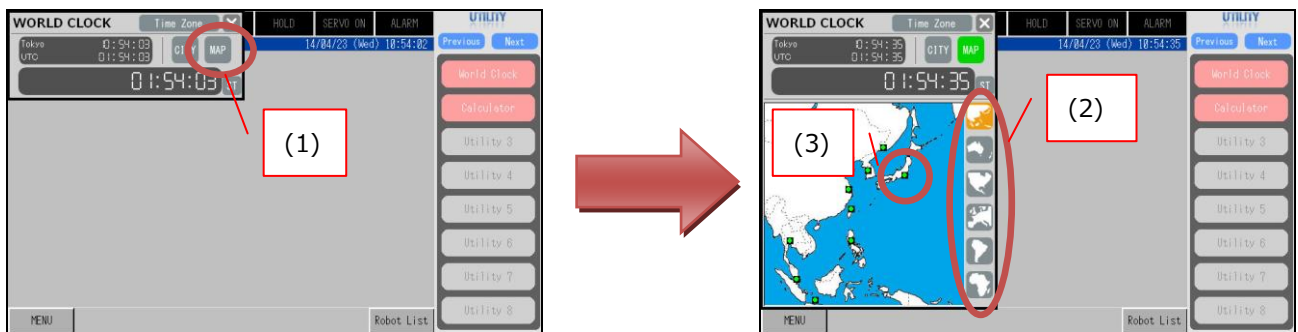 WORLD CLOCK Time Zone X HOLD SERVO ON ALARM UTILITY
Tokyo 10:54:03 CITY MAP 14/04/23 (Wed) 10:54:02 Previous Next
UTC 01:54:03
01:54:03 ST
World Clock
Calculator
(1)
Utility 3
Utility 4
Utility 5
Utility 6
Utility 7
Utility 8
MENU Robot List
WORLD CLOCK Time Zone X HOLD SERVO ON ALARM UTILITY
Tokyo 10:54:35 CITY MAP 14/04/23 (Wed) 10:54:35 Previous Next
UTC 01:54:35
01:54:35 ST
World Clock
Calculator
(2)
(3)
Utility 3
Utility 4
Utility 5
Utility 6
Utility 7
Utility 8
MENU Robot List